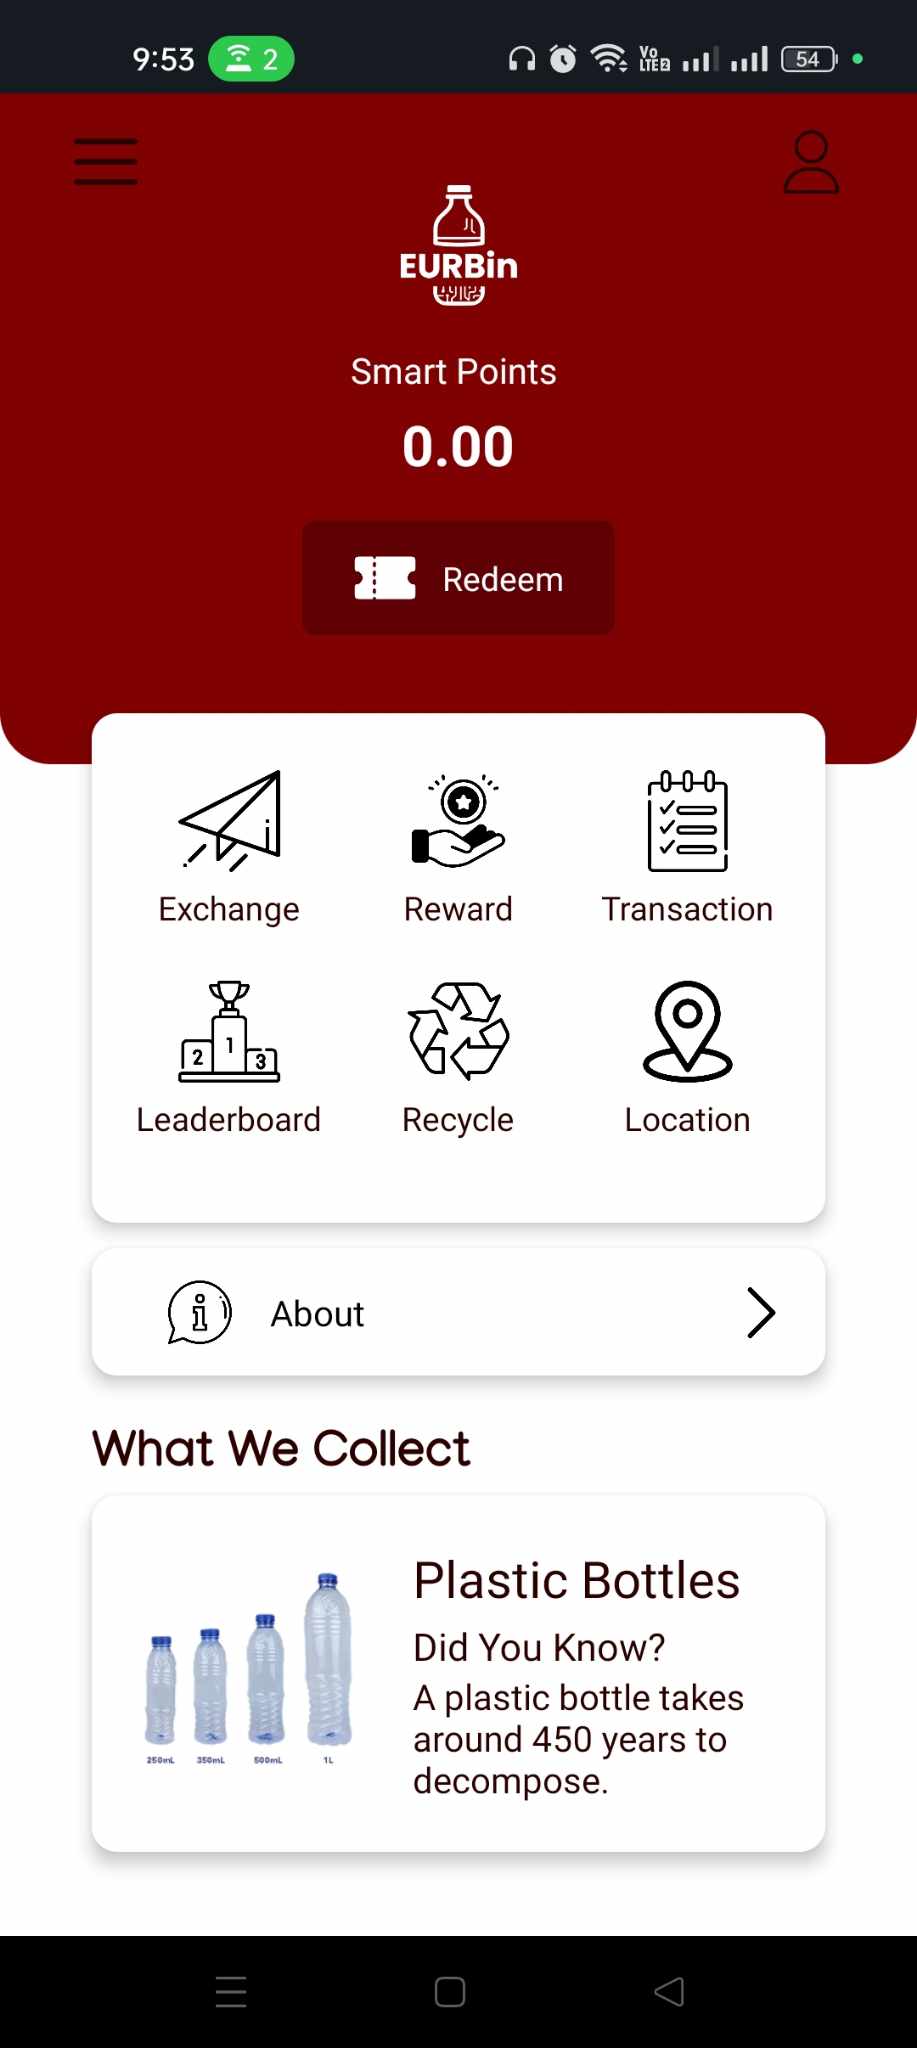 9:53
2
Vo
LTE2
54
EURBin
Smart Points
0.00
Redeem
Exchange
Reward
Transaction
2
1
3
Leaderboard
Recycle
Location
i
About
What We Collect
Plastic Bottles
Did You Know?
A plastic bottle takes
around 450 years to
decompose.
250mL
350mL
500mL
1L